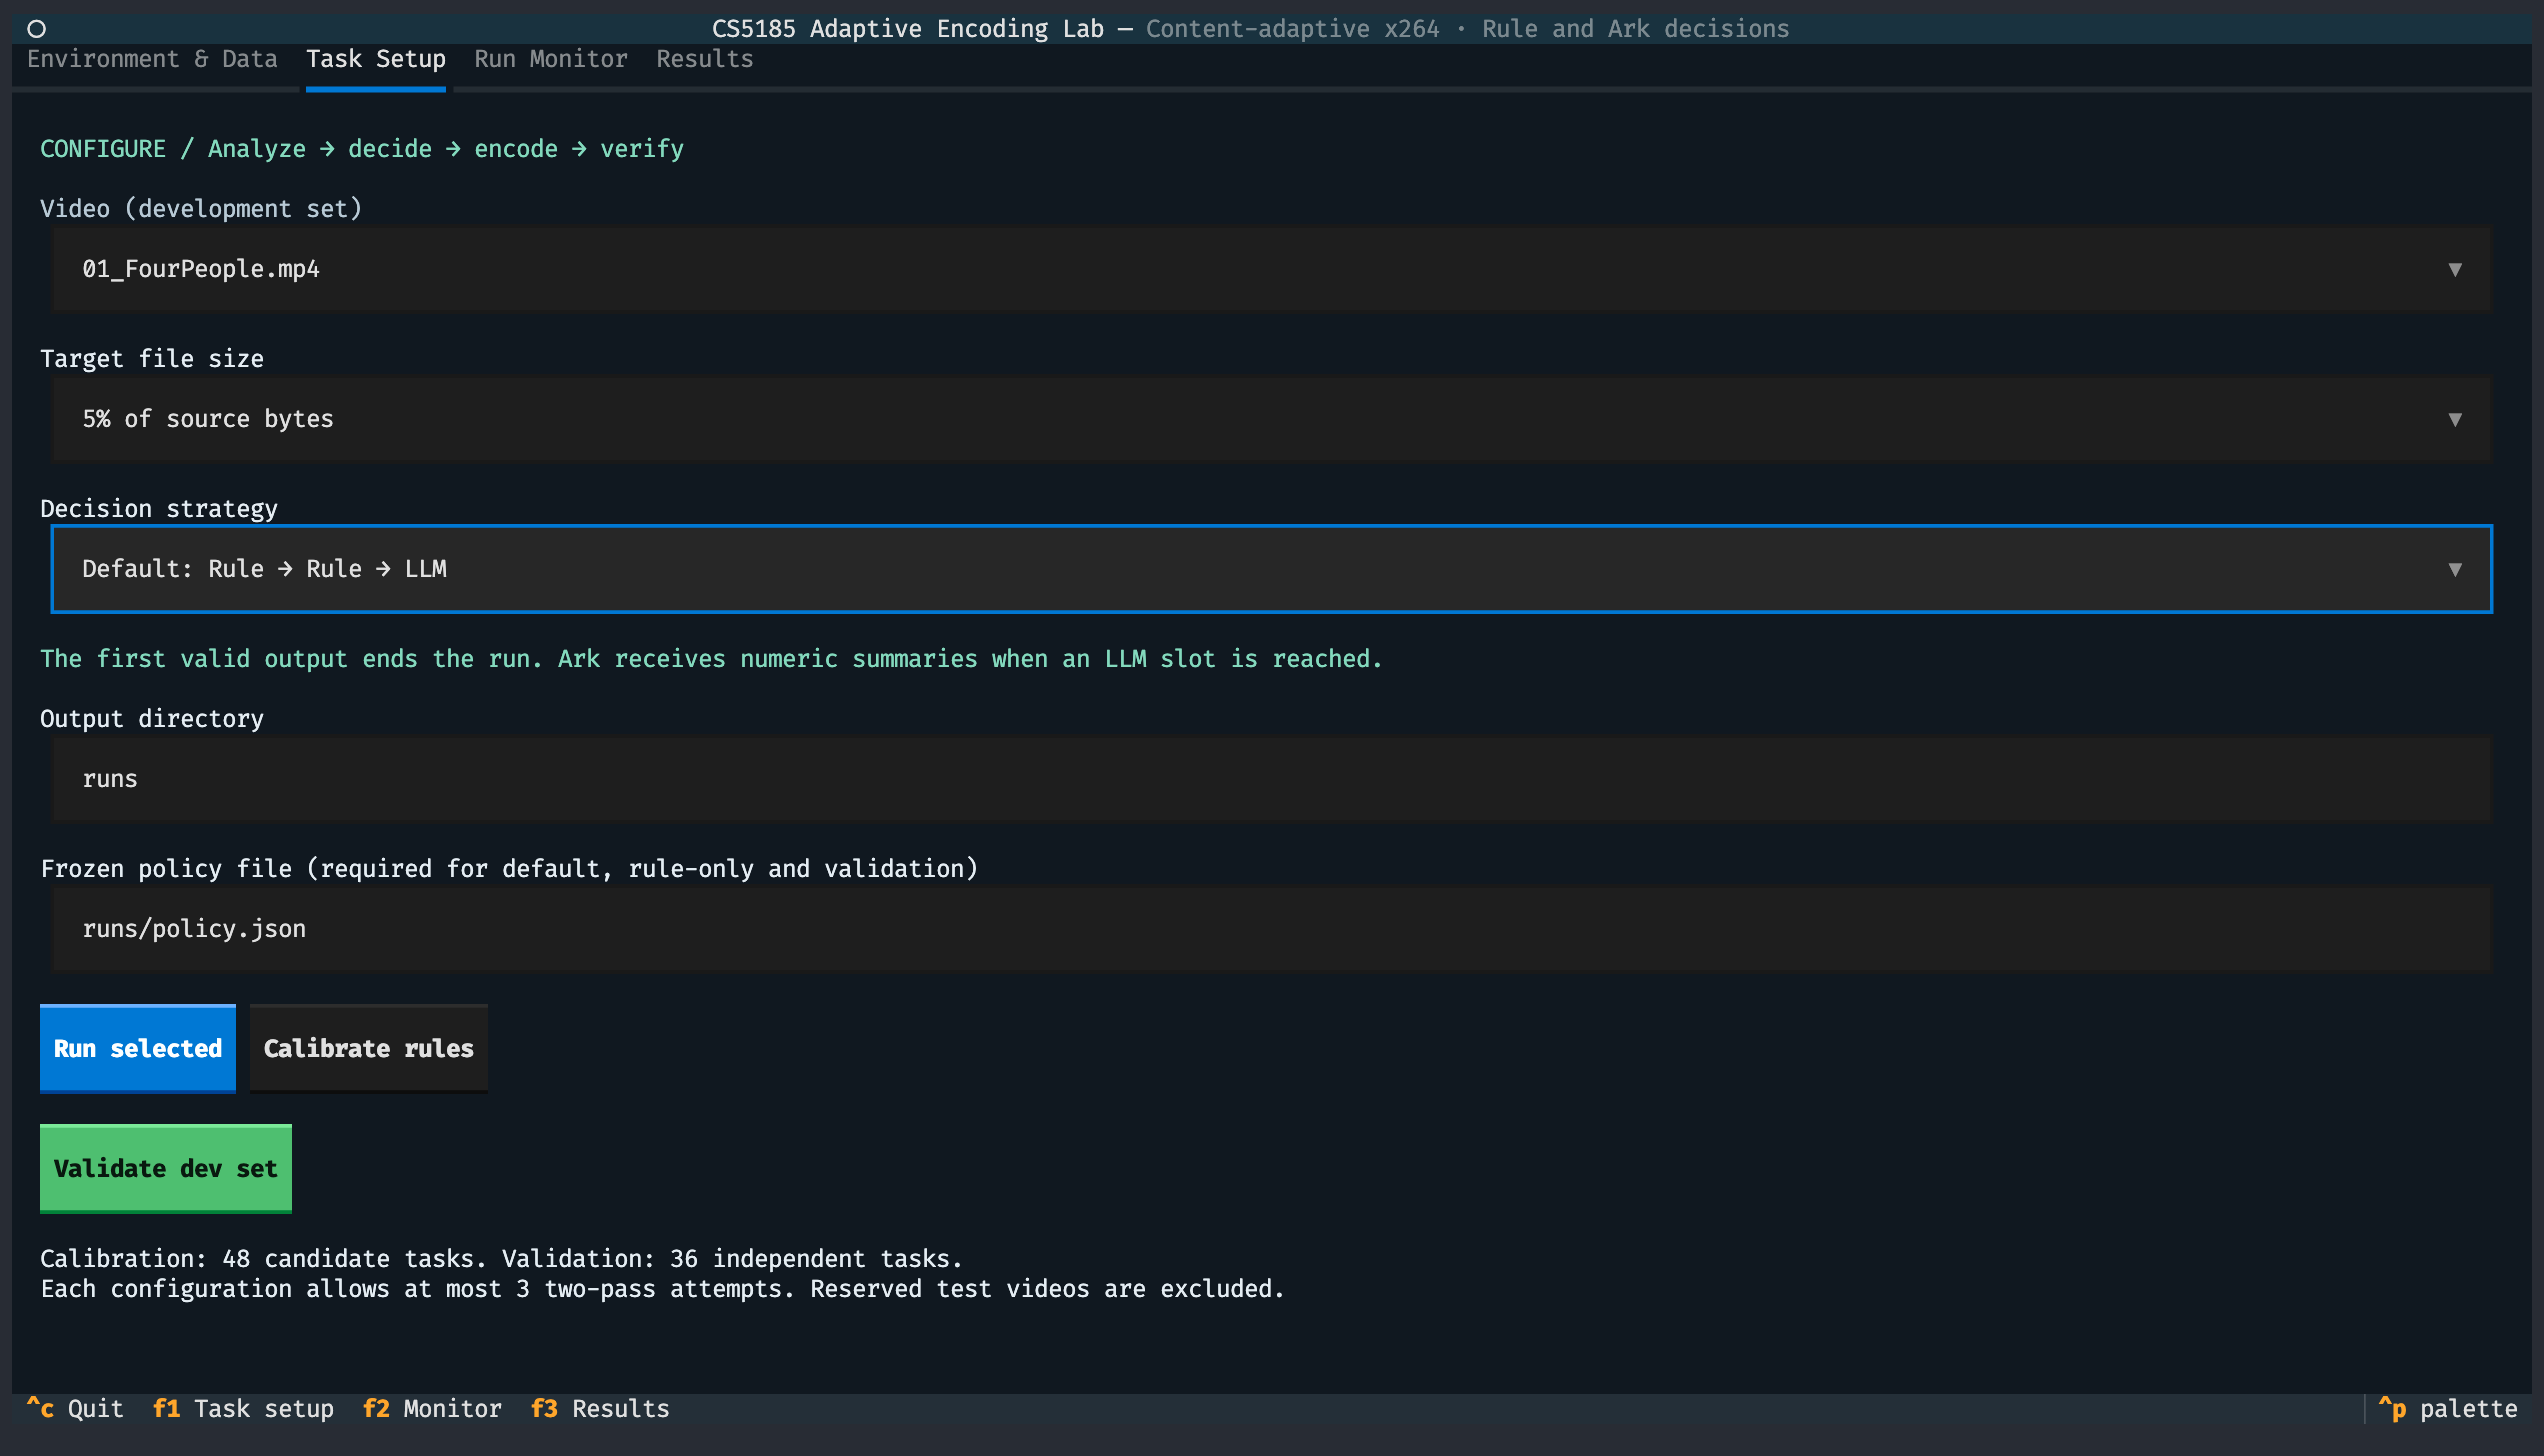 CS5185 Adaptive Encoding Lab — Content-adaptive x264 · Rule and Ark decisions
Environment & Data Task Setup Run Monitor Results
CONFIGURE / Analyze → decide → encode → verify
Video (development set)
01_FourPeople.mp4 ▼
Target file size
5% of source bytes ▼
Decision strategy
Default: Rule → Rule → LLM ▼
The first valid output ends the run. Ark receives numeric summaries when an LLM slot is reached.
Output directory
runs
Frozen policy file (required for default, rule-only and validation)
runs/policy.json
Run selected Calibrate rules
Validate dev set
Calibration: 48 candidate tasks. Validation: 36 independent tasks.
Each configuration allows at most 3 two-pass attempts. Reserved test videos are excluded.
^c Quit f1 Task setup f2 Monitor f3 Results ^p palette